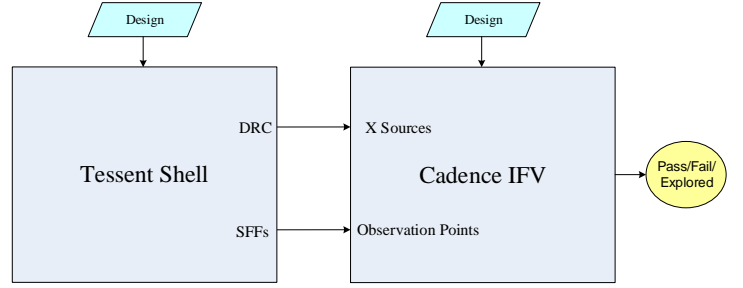 Design
Design
DRC
X Sources
Tessent Shell
Cadence IFV
Pass/Fail/
Explored
SFFs
Observation Points